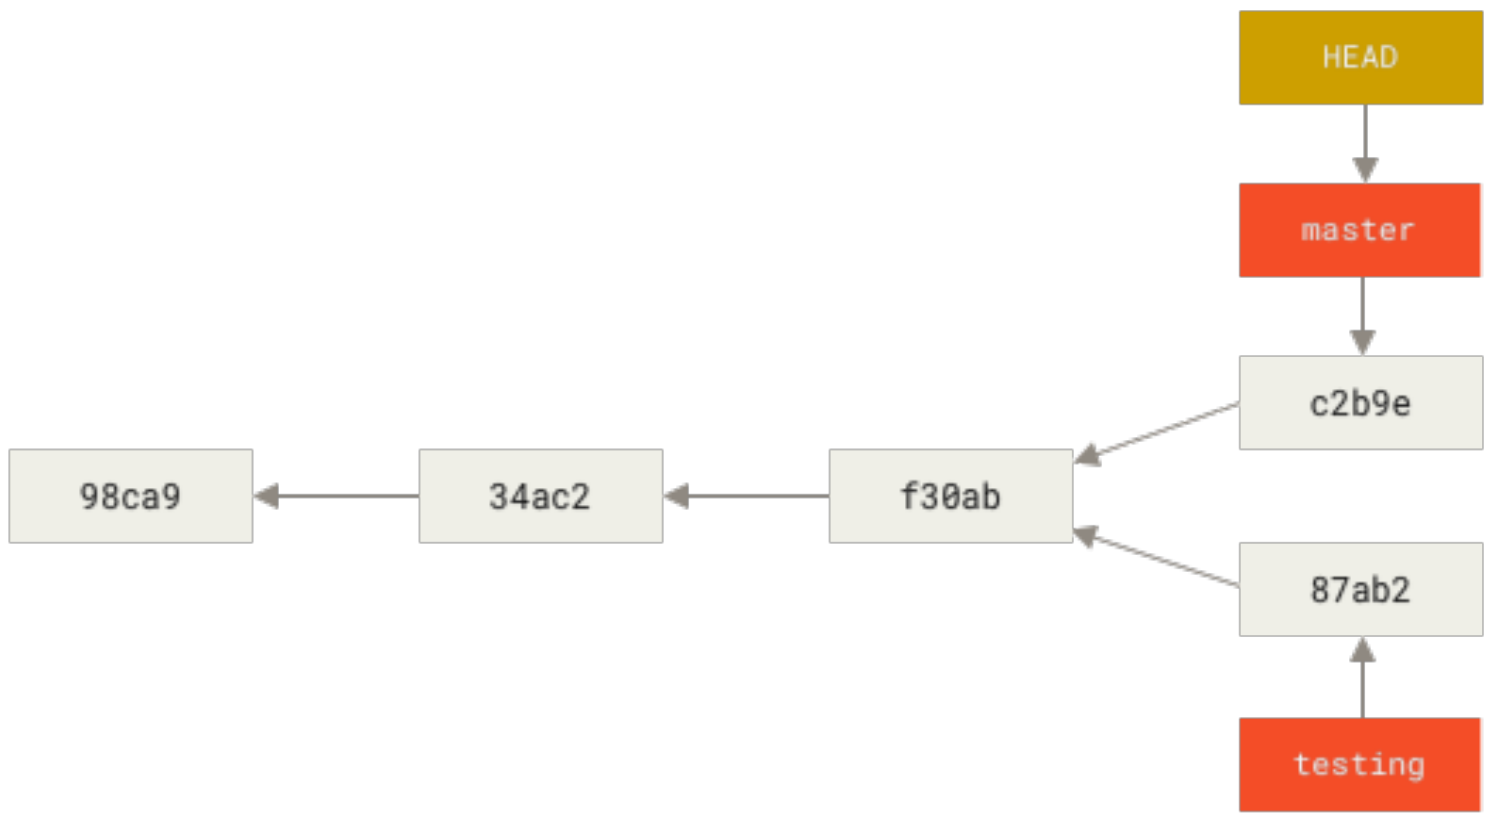 HEAD
master
c2b9e
98ca9
34ac2
f30ab
87ab2
testing